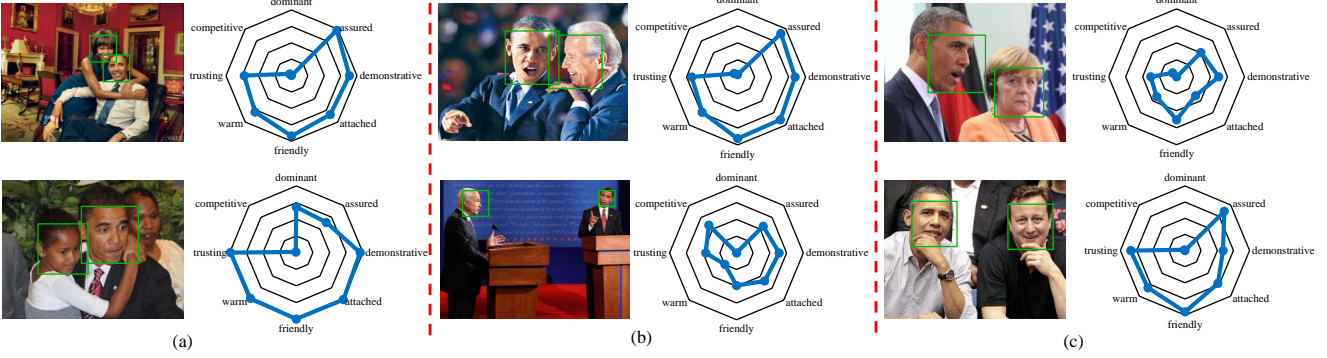 dominant
competitive assured
trusting demonstrative
warm attached
friendly
dominant
competitive assured
trusting demonstrative
warm attached
friendly
(a)
dominant
competitive assured
trusting demonstrative
warm attached
friendly
dominant
competitive assured
trusting demonstrative
warm attached
friendly
(b)
dominant
competitive assured
trusting demonstrative
warm attached
friendly
dominant
competitive assured
trusting demonstrative
warm attached
friendly
(c)